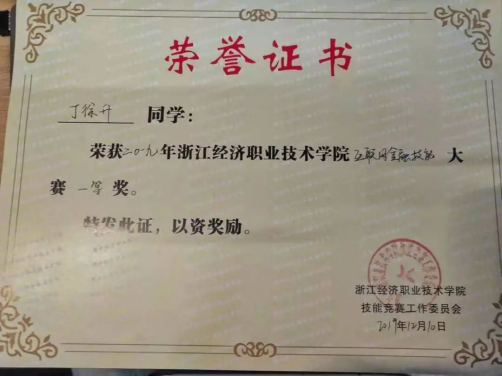 荣誉证书
丁徐升 同学：
荣获二〇一九年浙江经济职业技术学院互联网金融技能大
赛一等奖。
特发此证，以资奖励。
浙江经济职业技术学院
技能竞赛工作委员会
2019年12月10日